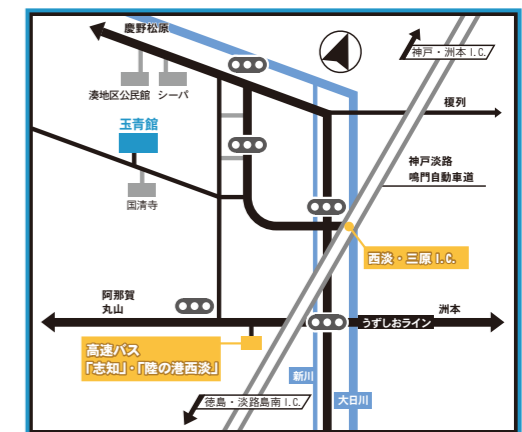 慶野松原
神戸・洲本 I.C.
湊地区公民館
シーパ
榎列
玉青館
神戸淡路
鳴門自動車道
国清寺
西淡・三原 I.C.
阿那賀
丸山
洲本
うずしおライン
高速バス
「志知」・「陸の港西淡」
新川
大日川
徳島・淡路島南 I.C.